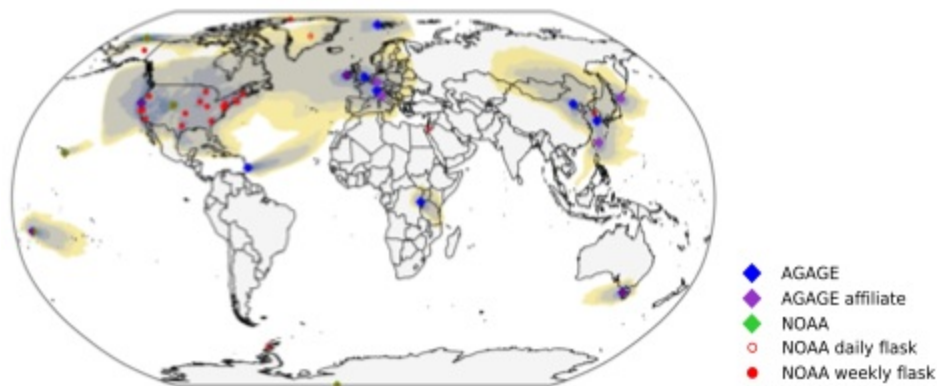 AGAGE
AGAGE affiliate
NOAA
NOAA daily flask
NOAA weekly flask